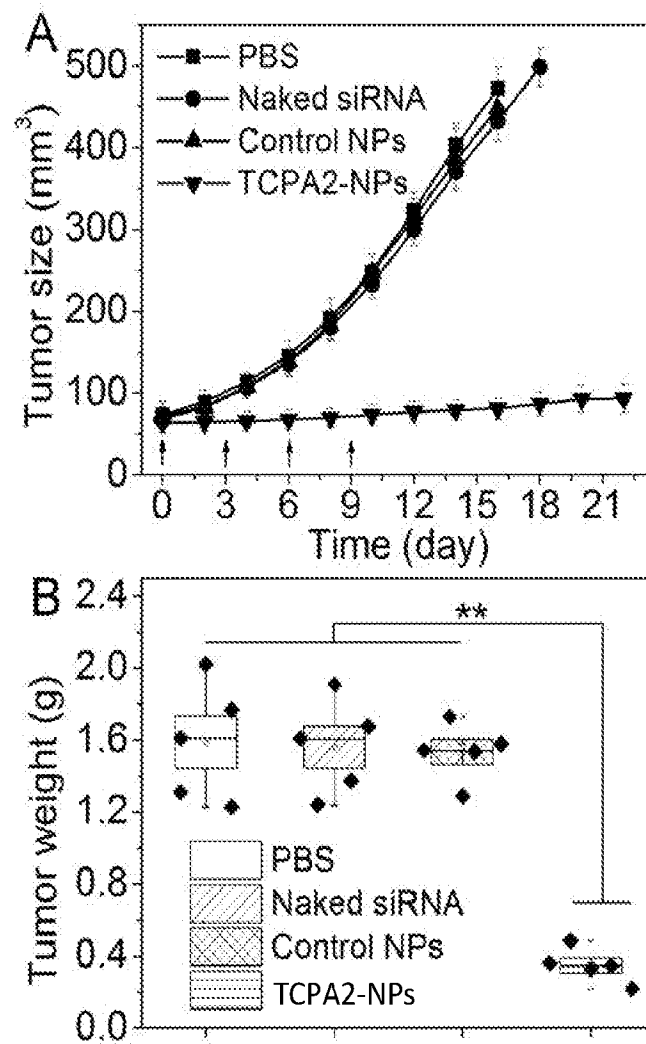 A
PBS
Naked siRNA
Control NPs
TCPA2-NPs
Tumor size (mm³)
500
400
300
200
100
0
0 3 6 9 12 15 18 21
Time (day)
B
**
Tumor weight (g)
2.4
2.0
1.6
1.2
0.8
0.4
0.0
PBS
Naked siRNA
Control NPs
TCPA2-NPs